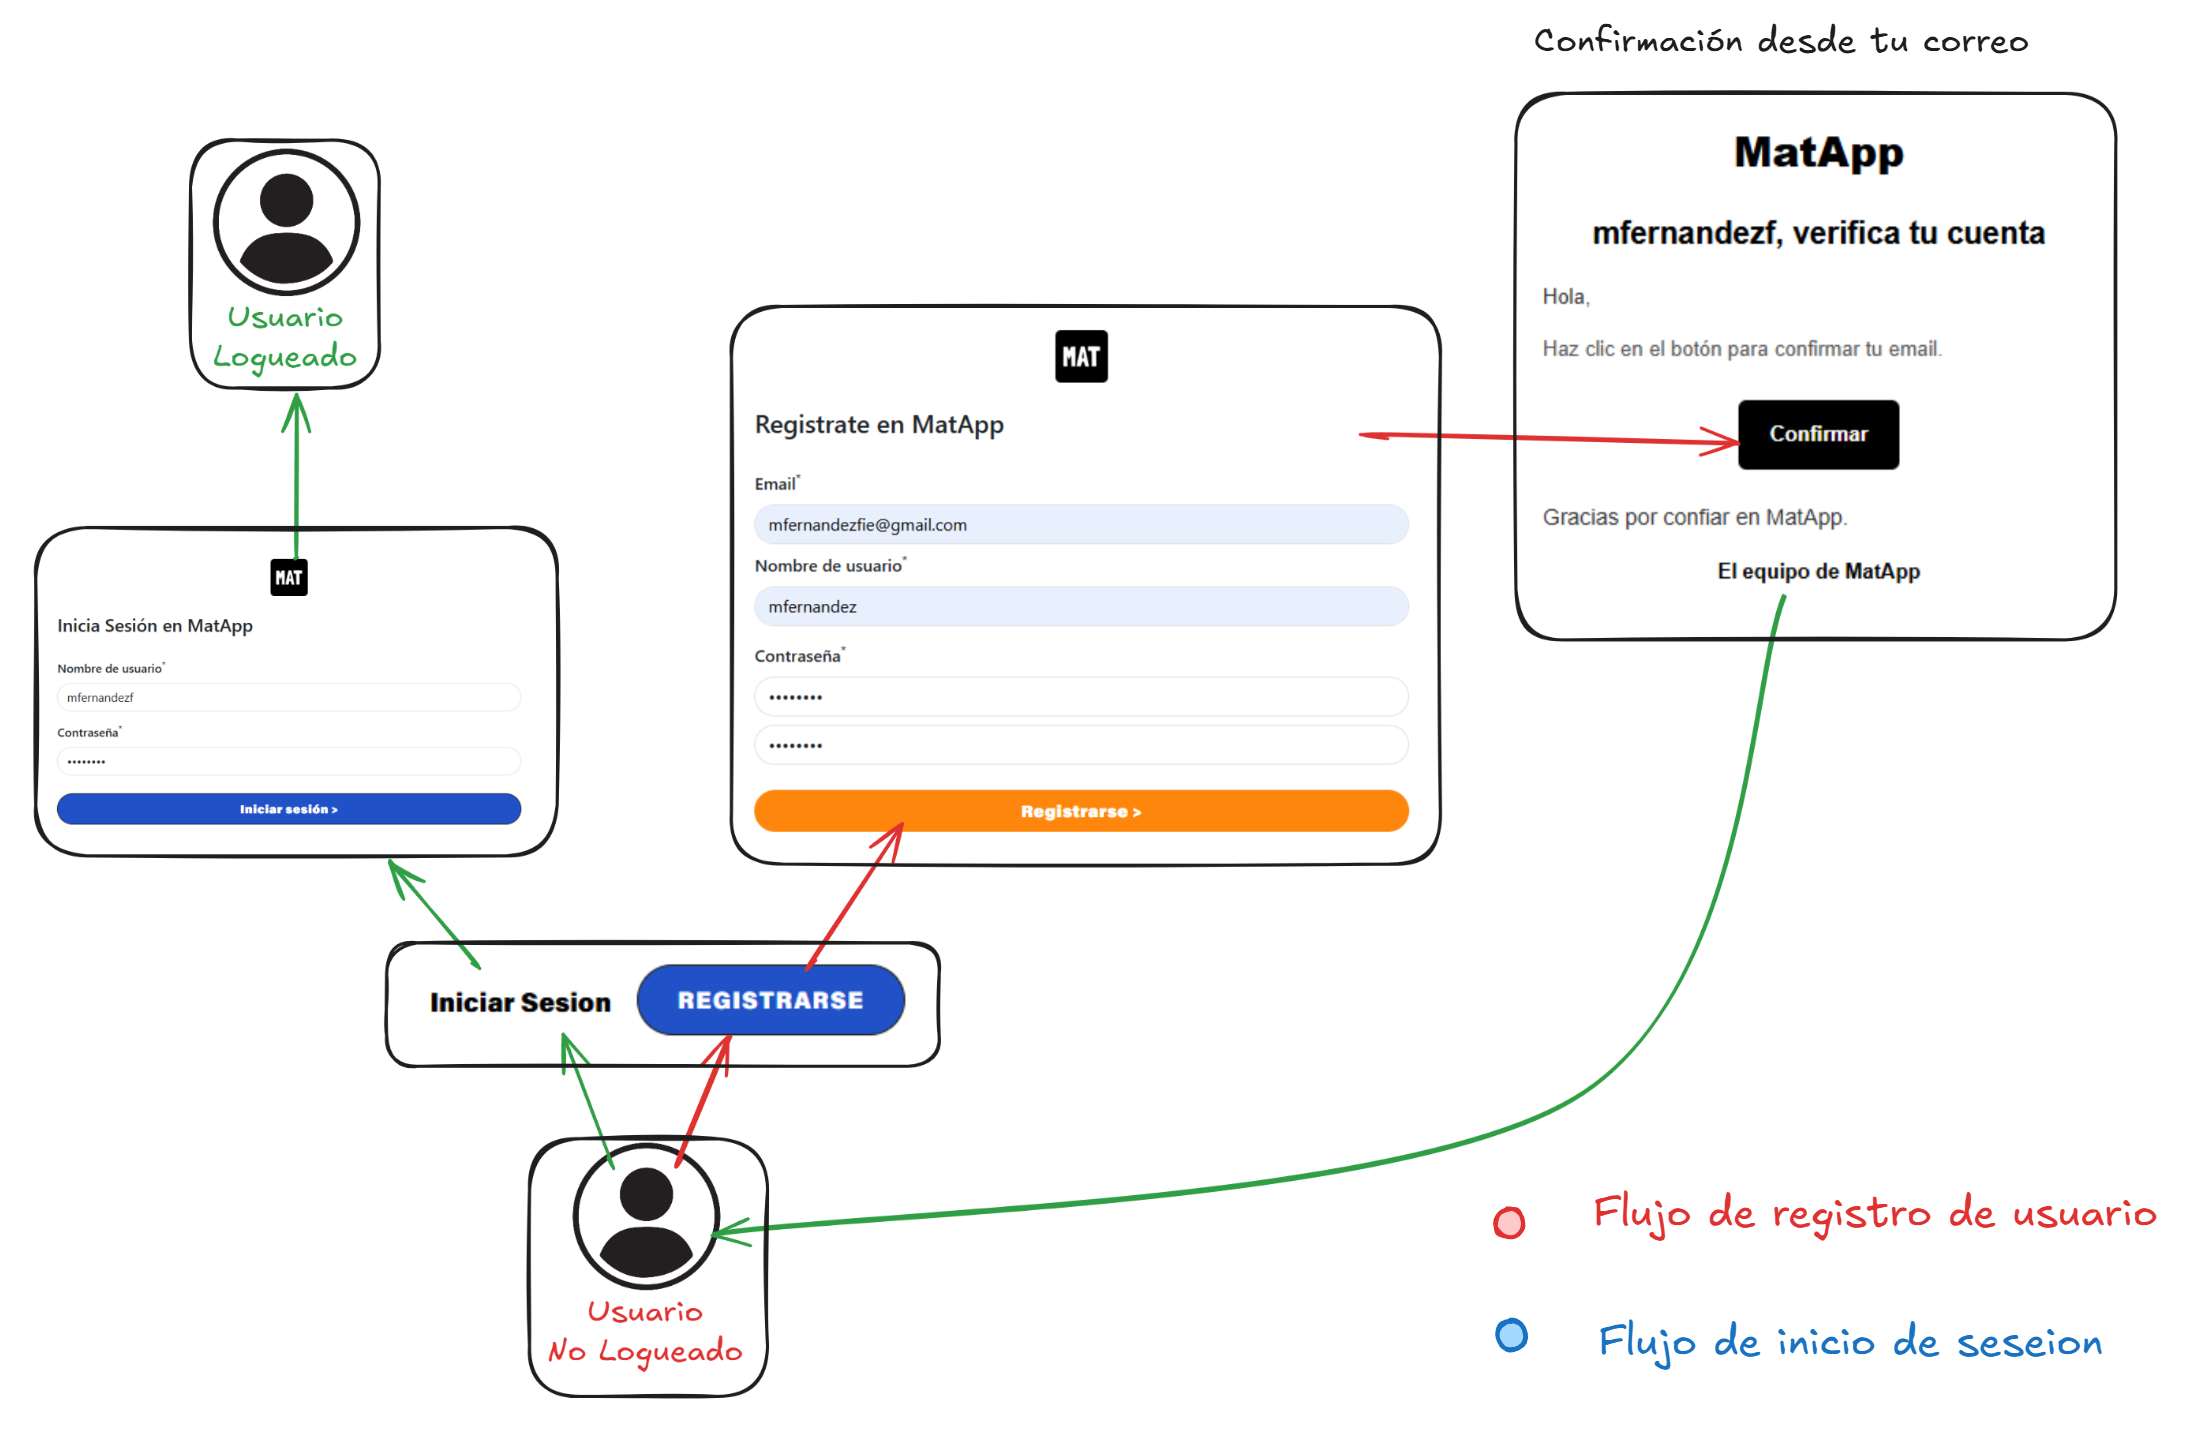 Confirmación desde tu correo
MatApp
mfernandezf, verifica tu cuenta
Hola,
Haz clic en el botón para confirmar tu email.
Confirmar
Gracias por confiar en MatApp.
El equipo de MatApp
Usuario
Logueado
MAT
Registrate en MatApp
Email*
mfernandezfie@gmail.com
Nombre de usuario*
mfernandez
Contraseña*
••••••••
••••••••
Registrarse >
MAT
Inicia Sesión en MatApp
Nombre de usuario*
mfernandezf
Contraseña*
••••••••
Iniciar sesión >
Iniciar Sesion
REGISTRARSE
Usuario
No Logueado
Flujo de registro de usuario
Flujo de inicio de seseion